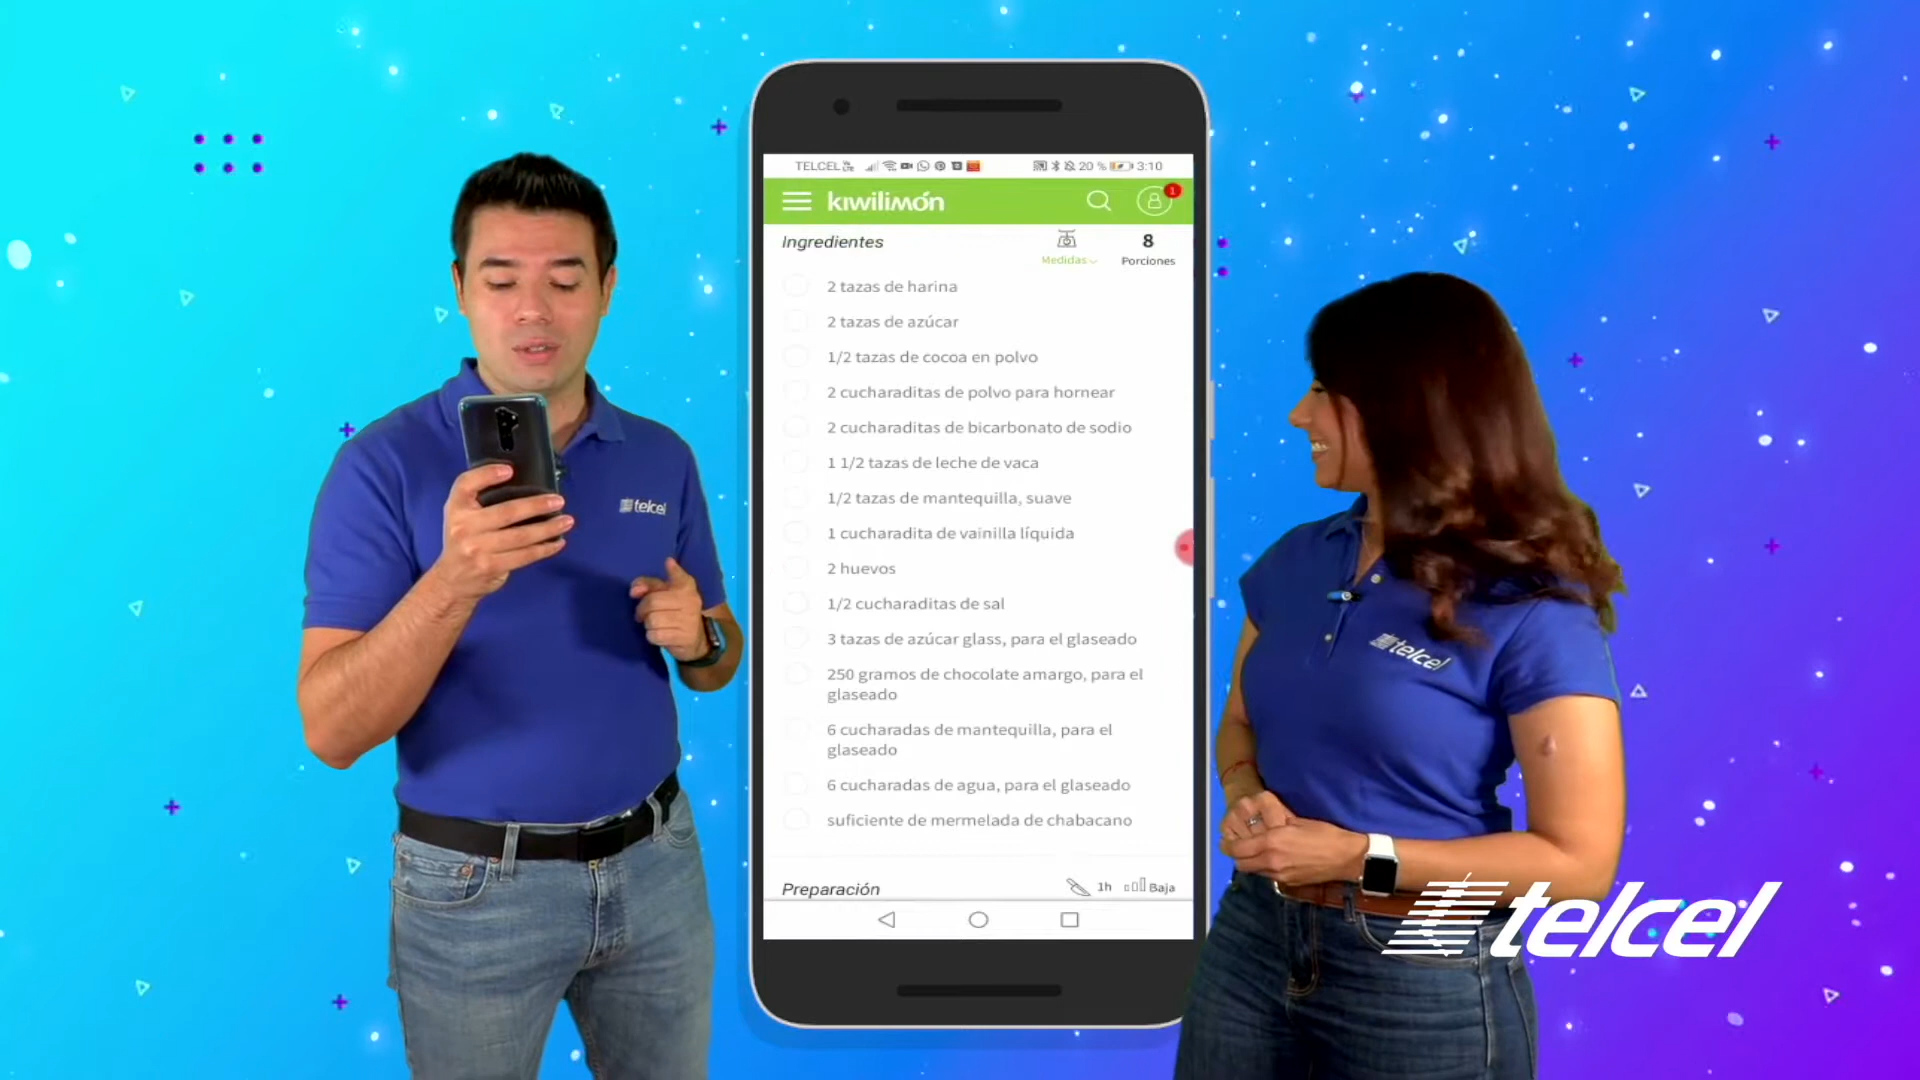 TELCEL 20 % 3:10
kiwilimón 1
Ingredientes 8
Medidas Porciones
2 tazas de harina
2 tazas de azúcar
1/2 tazas de cocoa en polvo
2 cucharaditas de polvo para hornear
2 cucharaditas de bicarbonato de sodio
1 1/2 tazas de leche de vaca
1/2 tazas de mantequilla, suave
1 cucharadita de vainilla líquida
2 huevos
1/2 cucharaditas de sal
3 tazas de azúcar glass, para el glaseado
250 gramos de chocolate amargo, para el
glaseado
6 cucharadas de mantequilla, para el
glaseado
6 cucharadas de agua, para el glaseado
suficiente de mermelada de chabacano
Preparación 1h Baja
telcel
telcel
telcel